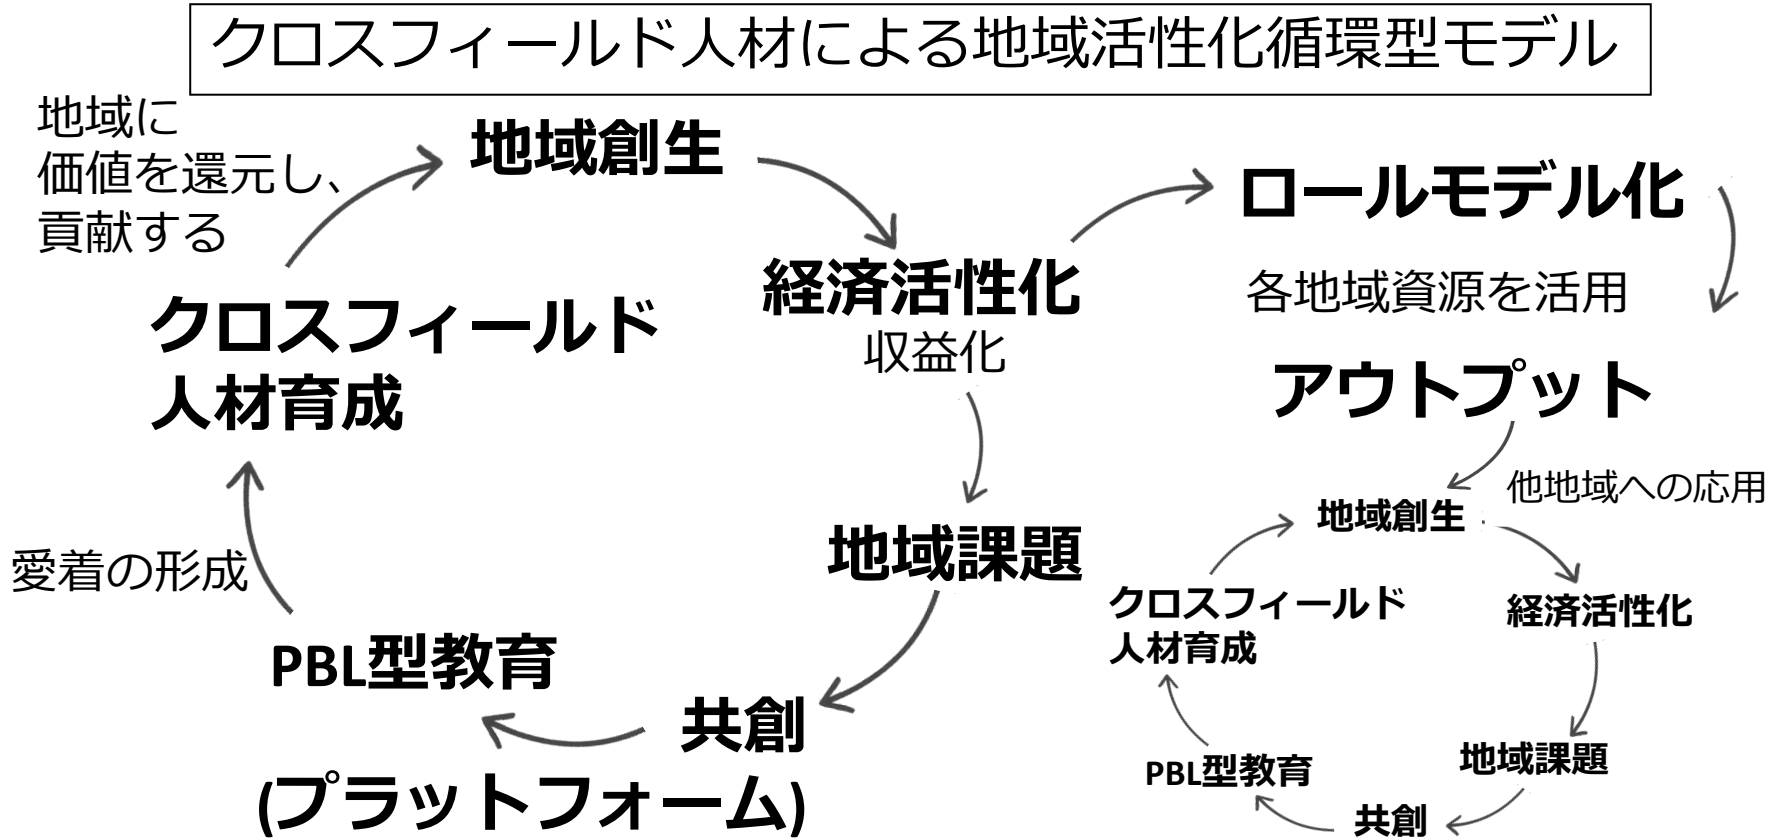 クロスフィールド人材による地域活性化循環型モデル
地域に
価値を還元し、
貢献する
地域創生
経済活性化
収益化
地域課題
共創
(プラットフォーム)
PBL型教育
愛着の形成
クロスフィールド
人材育成
ロールモデル化
各地域資源を活用
アウトプット
他地域への応用
地域創生
経済活性化
地域課題
共創
PBL型教育
クロスフィールド
人材育成